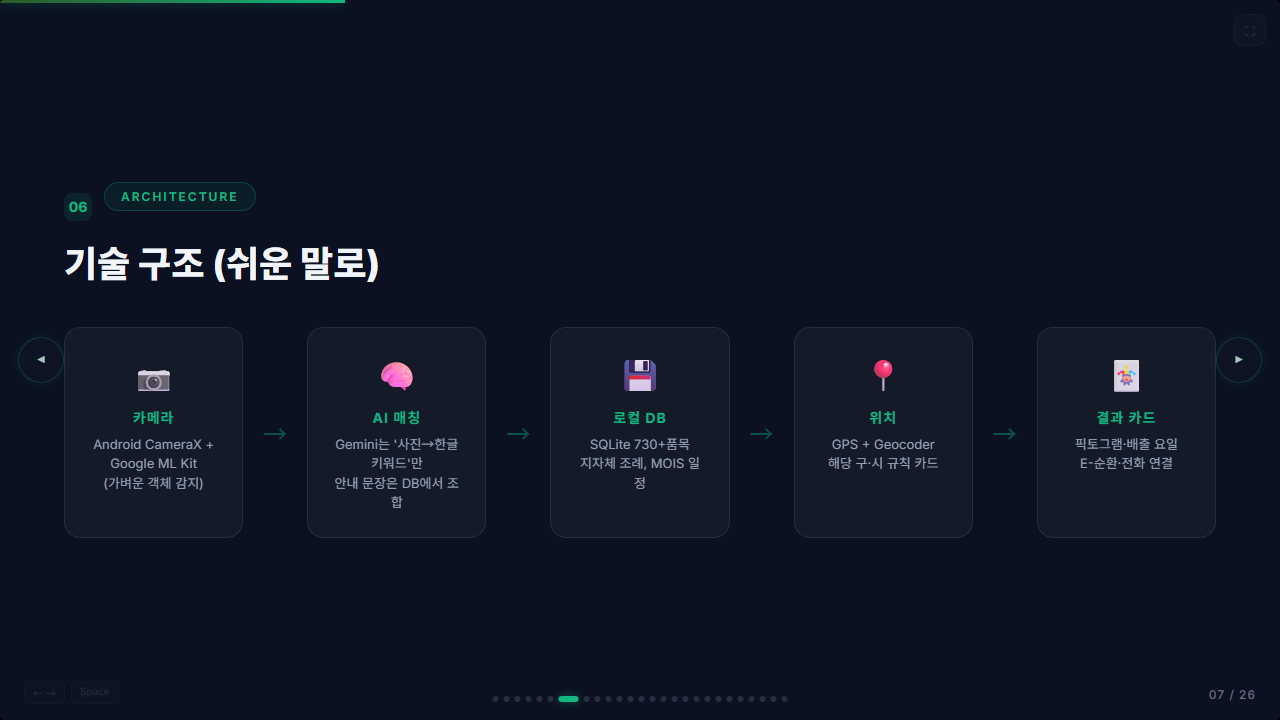 06
ARCHITECTURE
기술 구조 (쉬운 말로)
카메라
Android CameraX +
Google ML Kit
(가벼운 객체 감지)
→
AI 매칭
Gemini는 '사진→한글
키워드'만
안내 문장은 DB에서 조
합
→
로컬 DB
SQLite 730+품목
지자체 조례, MOIS 일
정
→
위치
GPS + Geocoder
해당 구·시 규칙 카드
→
결과 카드
픽토그램·배출 요일
E-순환·전화 연결
← →
Space
07 / 26